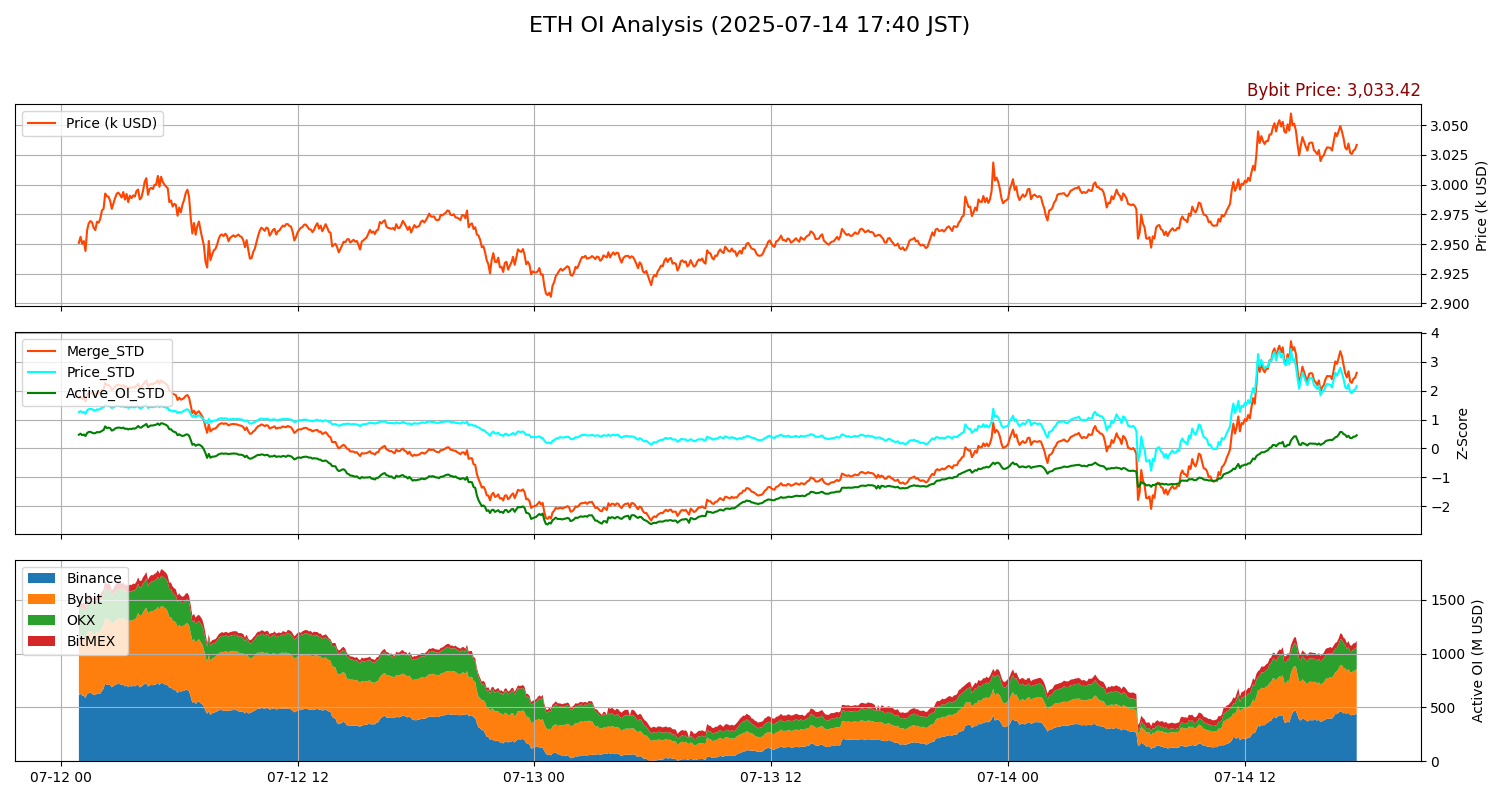 ETH OI Analysis (2025-07-14 17:40 JST)
Bybit Price: 3,033.42
Price (k USD)
3.050
3.025
3.000
2.975
2.950
2.925
2.900
Price (k USD)
Merge_STD
Price_STD
Active_OI_STD
4
3
2
1
0
−1
−2
Z-Score
Binance
Bybit
OKX
BitMEX
1500
1000
500
0
Active OI (M USD)
07-12 00
07-12 12
07-13 00
07-13 12
07-14 00
07-14 12